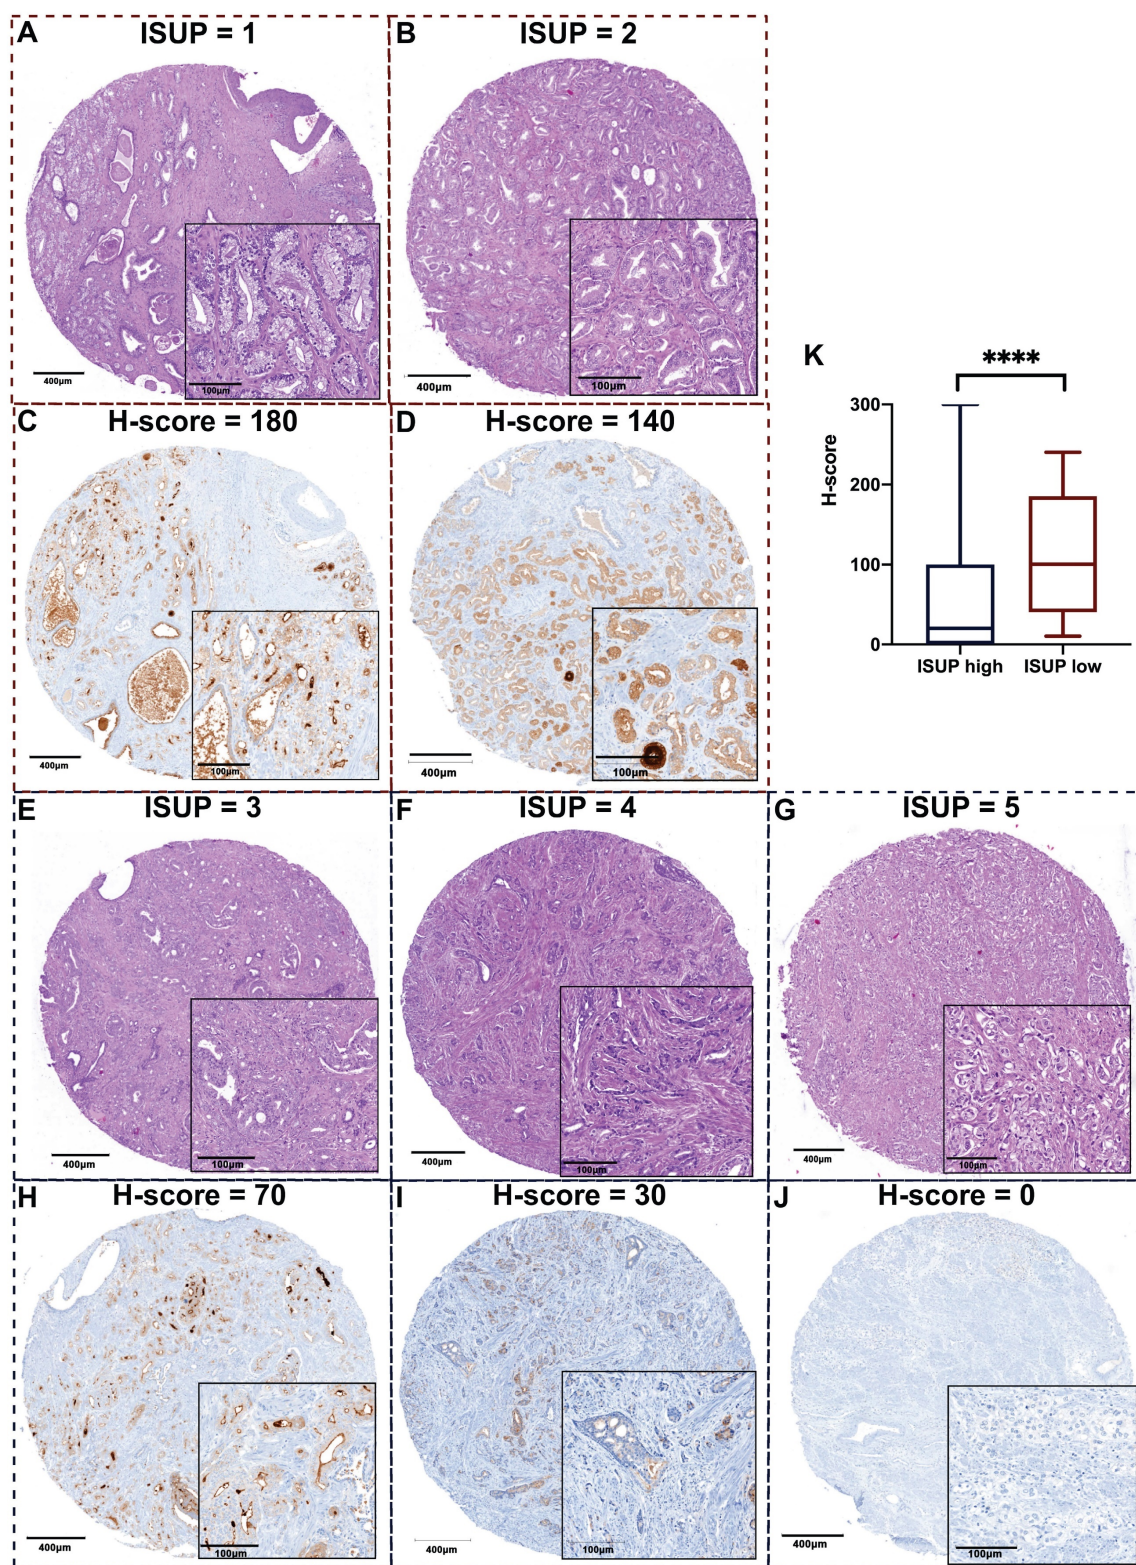 A ISUP = 1
B ISUP = 2
400µm
100µm
400µm
100µm
C H-score = 180
D H-score = 140
400µm
100µm
400µm
100µm
K ****
H-score
300
200
100
0
ISUP high ISUP low
E ISUP = 3
F ISUP = 4
G ISUP = 5
400µm
100µm
400µm
100µm
400µm
100µm
H H-score = 70
I H-score = 30
J H-score = 0
400µm
100µm
400µm
100µm
400µm
100µm